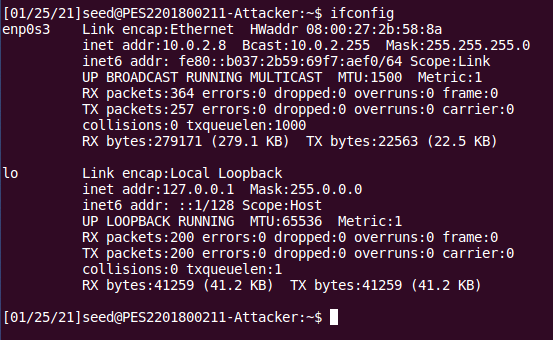 [01/25/21]seed@PES2201800211-Attacker:~$ ifconfig
enp0s3 Link encap:Ethernet HWaddr 08:00:27:2b:58:8a
inet addr:10.0.2.8 Bcast:10.0.2.255 Mask:255.255.255.0
inet6 addr: fe80::b037:2b59:69f7:aef0/64 Scope:Link
UP BROADCAST RUNNING MULTICAST MTU:1500 Metric:1
RX packets:364 errors:0 dropped:0 overruns:0 frame:0
TX packets:257 errors:0 dropped:0 overruns:0 carrier:0
collisions:0 txqueuelen:1000
RX bytes:279171 (279.1 KB) TX bytes:22563 (22.5 KB)
lo Link encap:Local Loopback
inet addr:127.0.0.1 Mask:255.0.0.0
inet6 addr: ::1/128 Scope:Host
UP LOOPBACK RUNNING MTU:65536 Metric:1
RX packets:200 errors:0 dropped:0 overruns:0 frame:0
TX packets:200 errors:0 dropped:0 overruns:0 carrier:0
collisions:0 txqueuelen:1
RX bytes:41259 (41.2 KB) TX bytes:41259 (41.2 KB)
[01/25/21]seed@PES2201800211-Attacker:~$